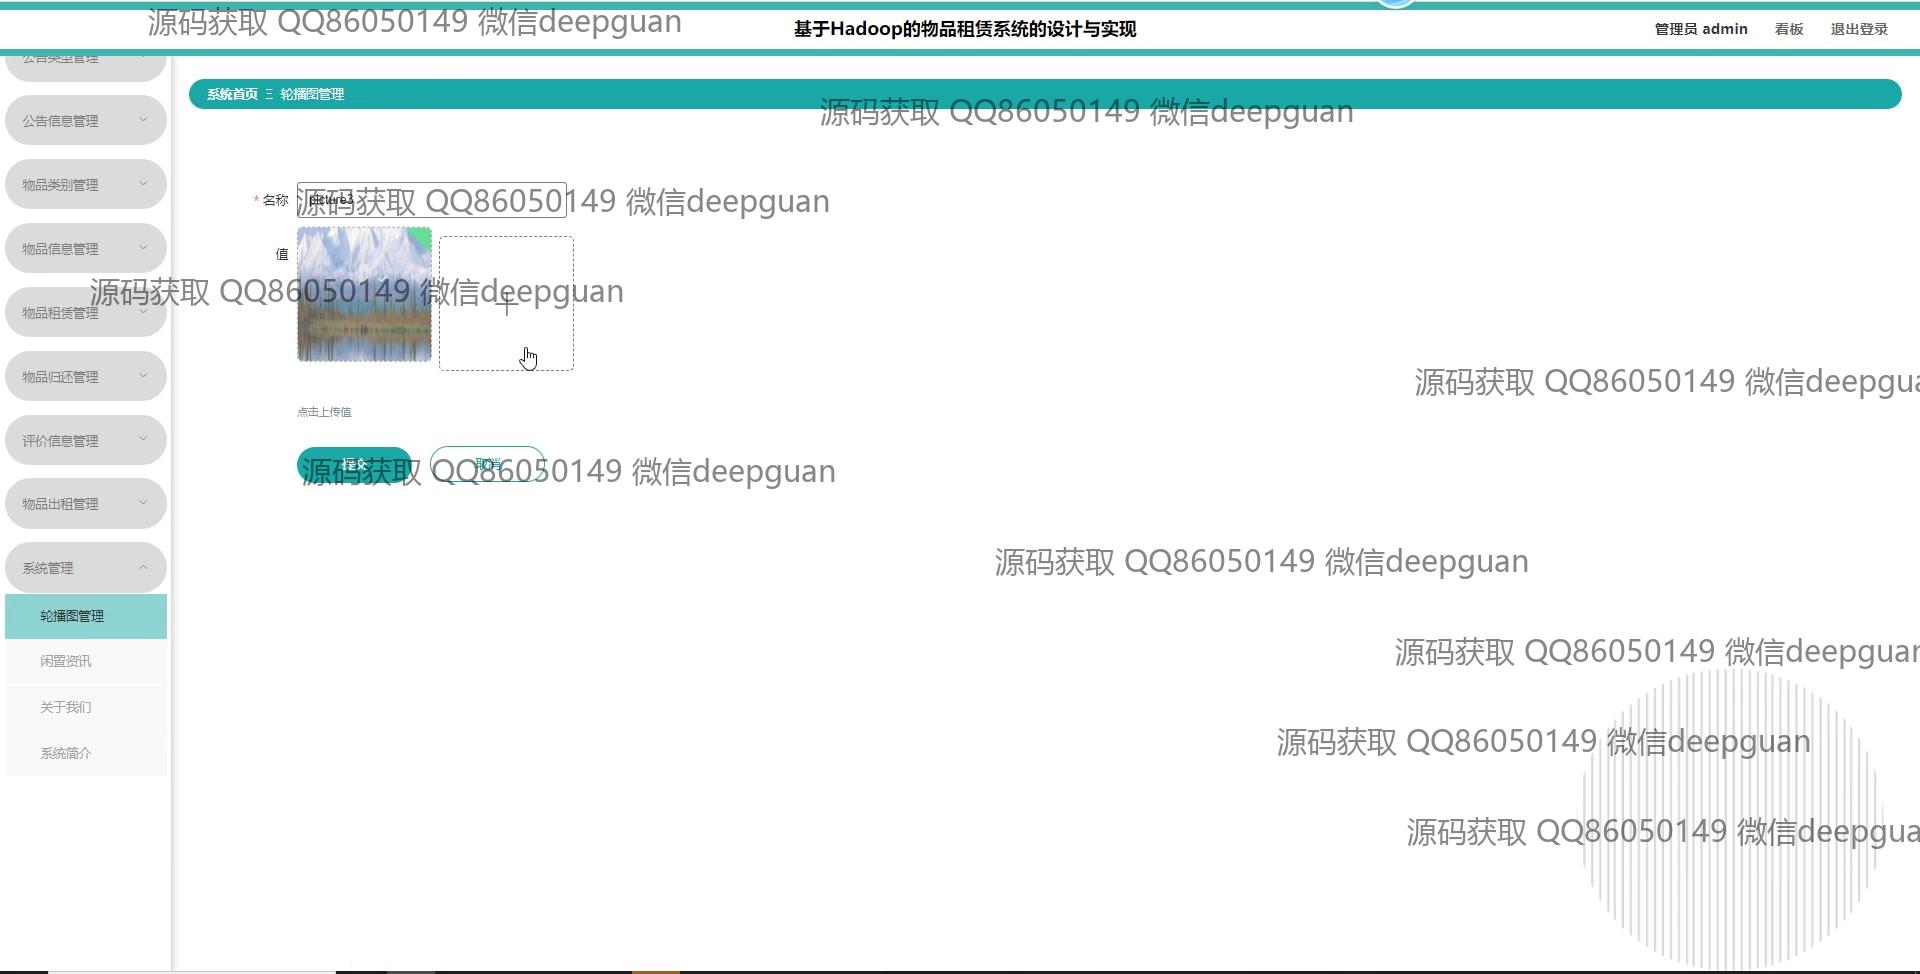 源码获取 QQ86050149 微信deepguan
基于Hadoop的物品租赁系统的设计与实现
管理员 admin
看板
退出登录
公告类型管理
系统首页 Ξ 轮播图管理
源码获取 QQ86050149 微信deepguan
公告信息管理
物品类别管理
* 名称
picture3
源码获取 QQ86050149 微信deepguan
物品信息管理
值
源码获取 QQ86050149 微信deepguan
物品租赁管理
物品归还管理
源码获取 QQ86050149 微信deepgua
点击上传值
评价信息管理
提交
取消
源码获取 QQ86050149 微信deepguan
物品出租管理
系统管理
源码获取 QQ86050149 微信deepguan
轮播图管理
闲置资讯
源码获取 QQ86050149 微信deepguan
关于我们
系统简介
源码获取 QQ86050149 微信deepguan
源码获取 QQ86050149 微信deepgua